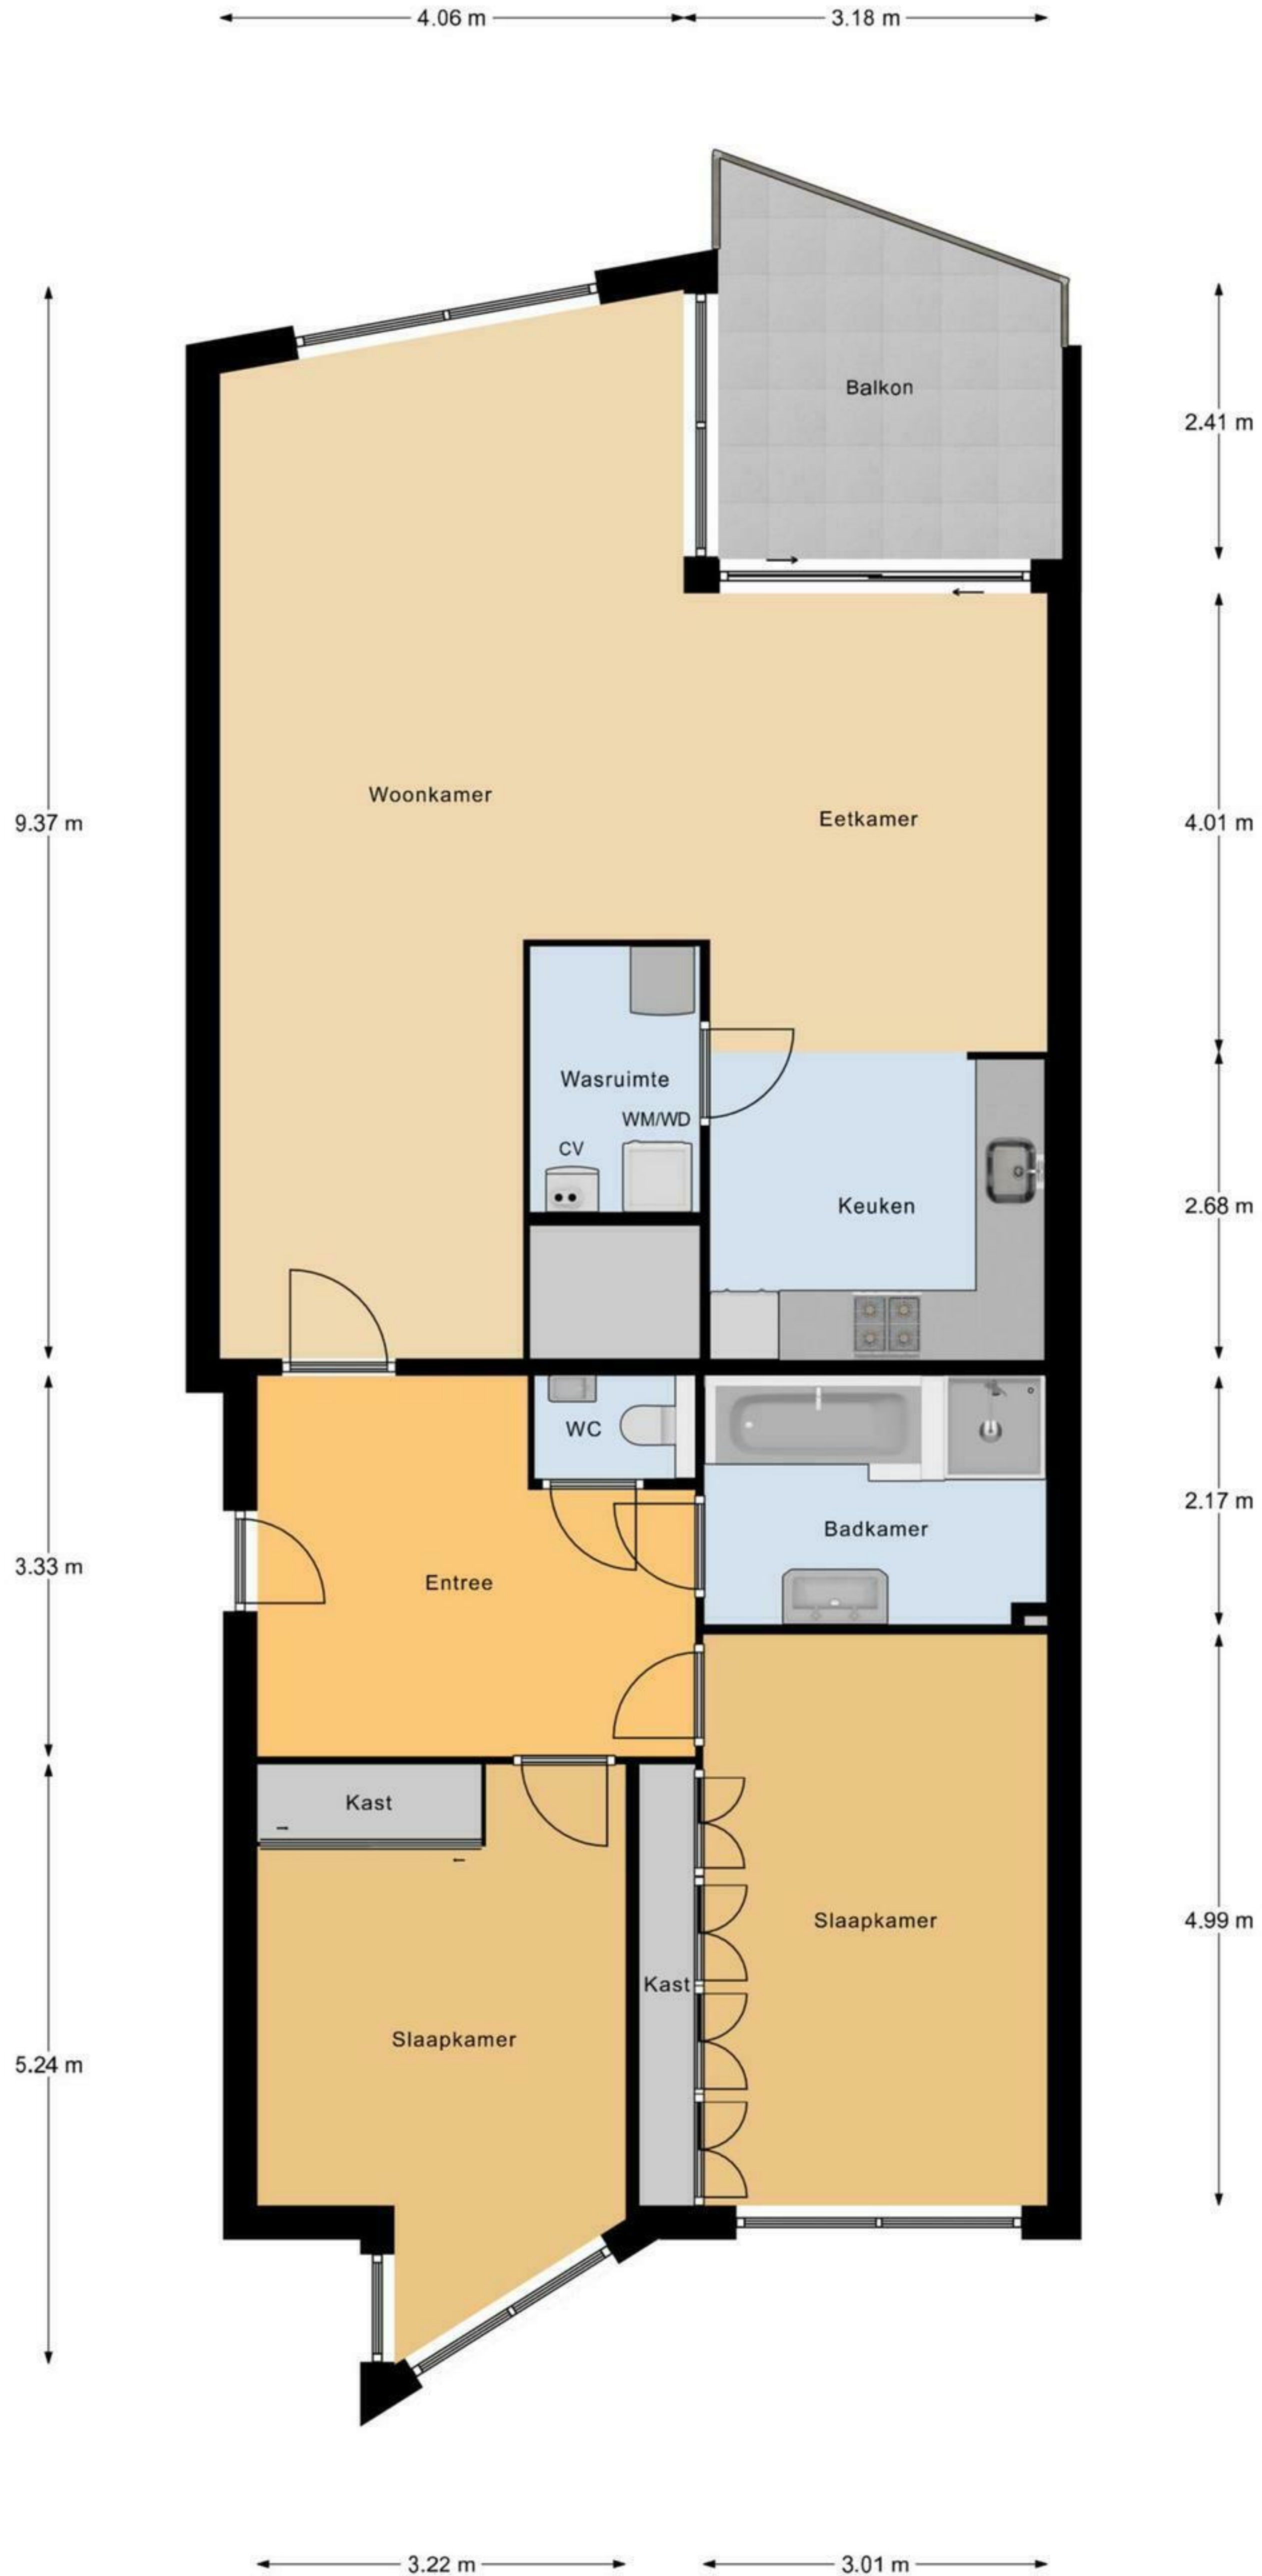 4.06 m
3.18 m
Balkon
2.41 m
Woonkamer
Eetkamer
9.37 m
4.01 m
Wasruimte
WM/WD
CV
Keuken
2.68 m
WC
Badkamer
2.17 m
Entree
3.33 m
Kast
Slaapkamer
4.99 m
Kast
Slaapkamer
5.24 m
3.22 m
3.01 m